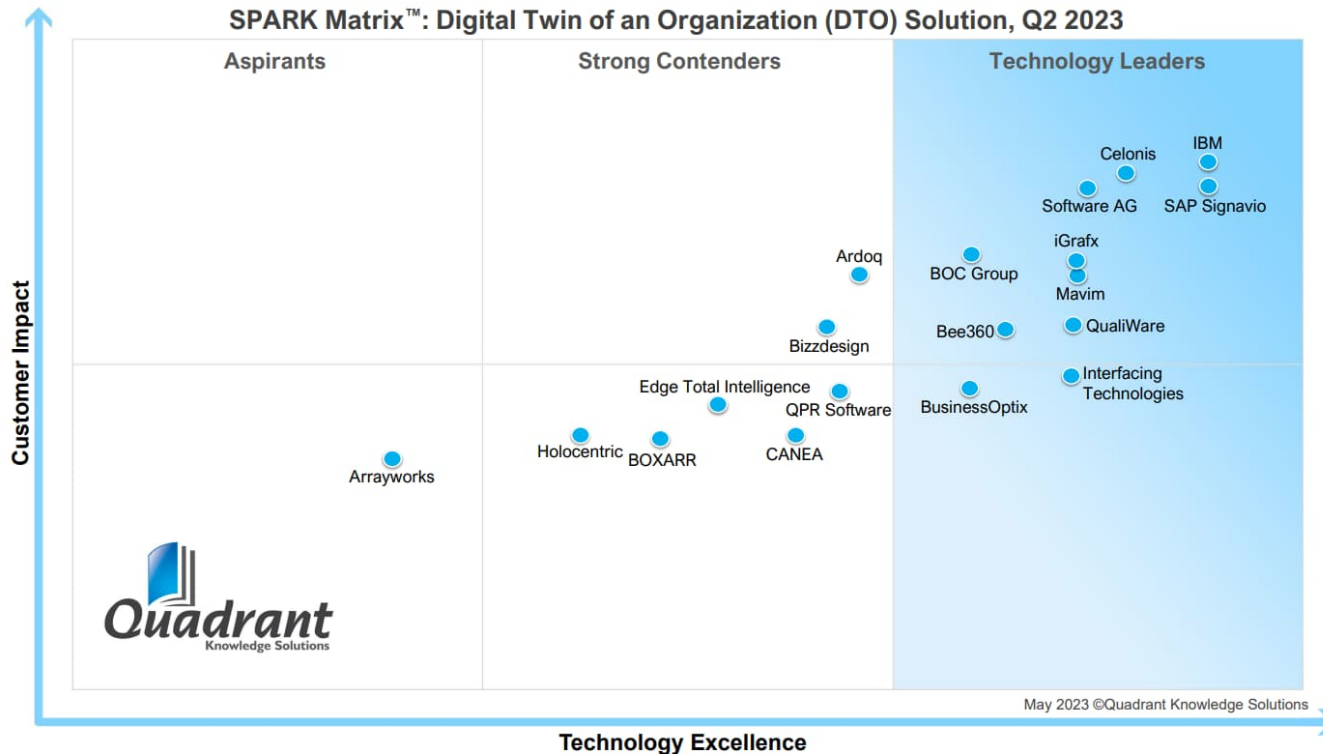 SPARK Matrix™: Digital Twin of an Organization (DTO) Solution, Q2 2023
Aspirants
Strong Contenders
Technology Leaders
IBM
Celonis
Software AG
SAP Signavio
iGrafx
Ardoq
BOC Group
Mavim
Bee360
QualiWare
Bizzdesign
Interfacing
Technologies
Edge Total Intelligence
QPR Software
BusinessOptix
Holocentric
BOXARR
CANEA
Arrayworks
Customer Impact
Quadrant
Knowledge Solutions
May 2023 ©Quadrant Knowledge Solutions
Technology Excellence